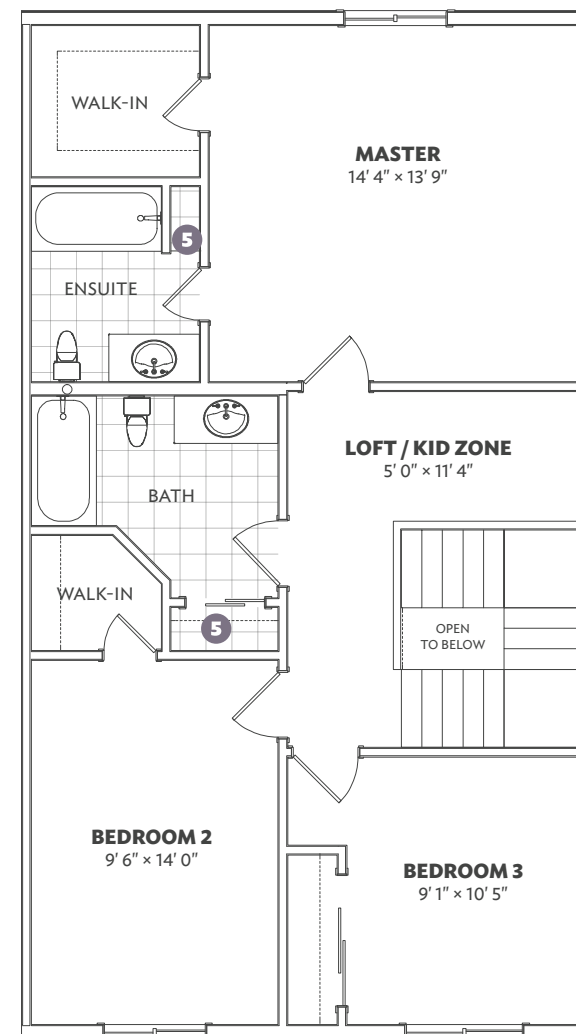 WALK-IN
MASTER
14' 4" × 13' 9"
5
ENSUITE
LOFT / KID ZONE
5' 0" × 11' 4"
BATH
WALK-IN
5
OPEN
TO BELOW
BEDROOM 2
9' 6" × 14' 0"
BEDROOM 3
9' 1" × 10' 5"